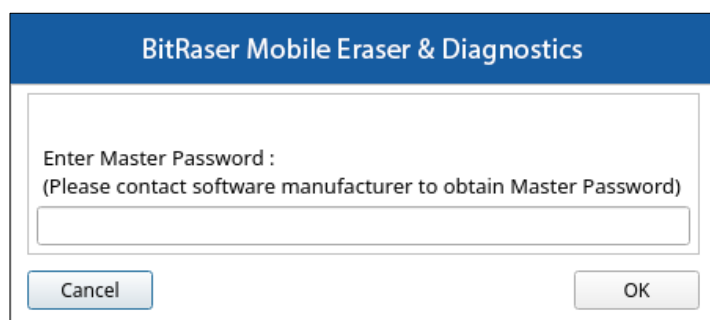 BitRaser Mobile Eraser & Diagnostics
Enter Master Password :
(Please contact software manufacturer to obtain Master Password)
Cancel
OK